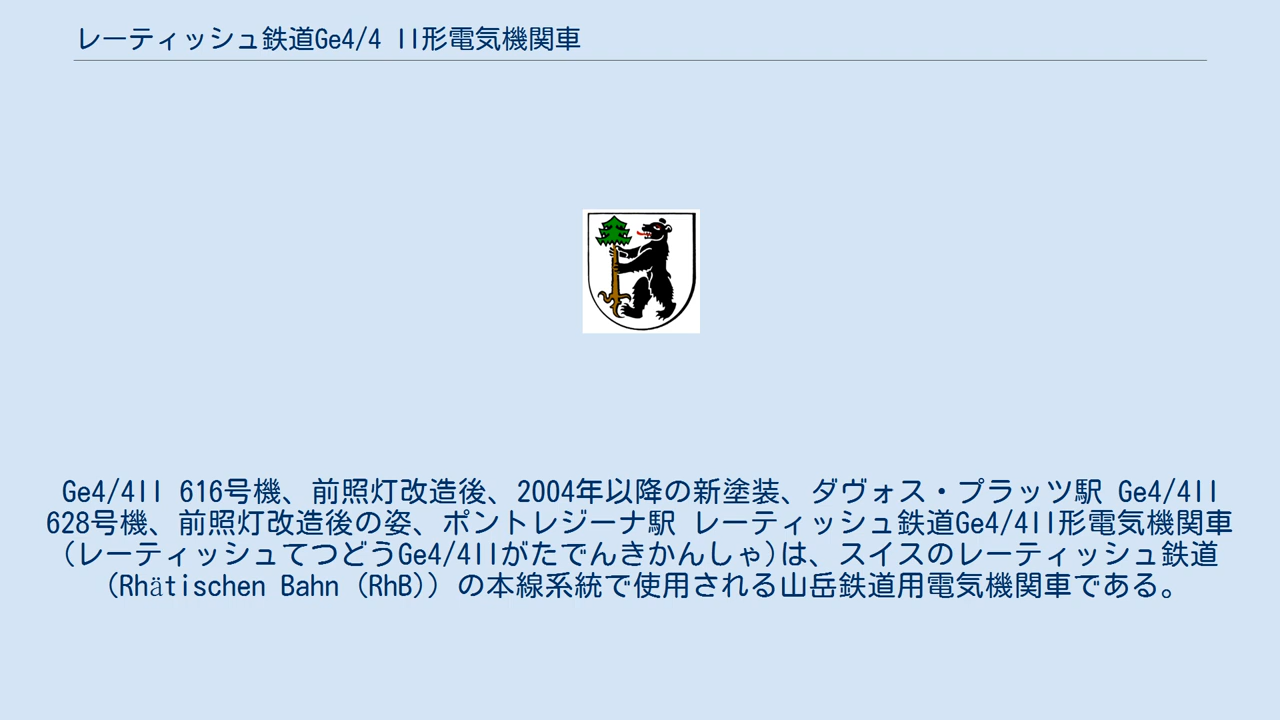 レーティッシュ鉄道Ge4/4 II形電気機関車
Ge4/4II 616号機、前照灯改造後、2004年以降の新塗装、ダヴォス・プラッツ駅 Ge4/4II
628号機、前照灯改造後の姿、ポントレジーナ駅 レーティッシュ鉄道Ge4/4II形電気機関車
(レーティッシュてつどうGe4/4IIがたでんきかんしゃ)は、スイスのレーティッシュ鉄道
（Rhätischen Bahn（RhB））の本線系統で使用される山岳鉄道用電気機関車である。